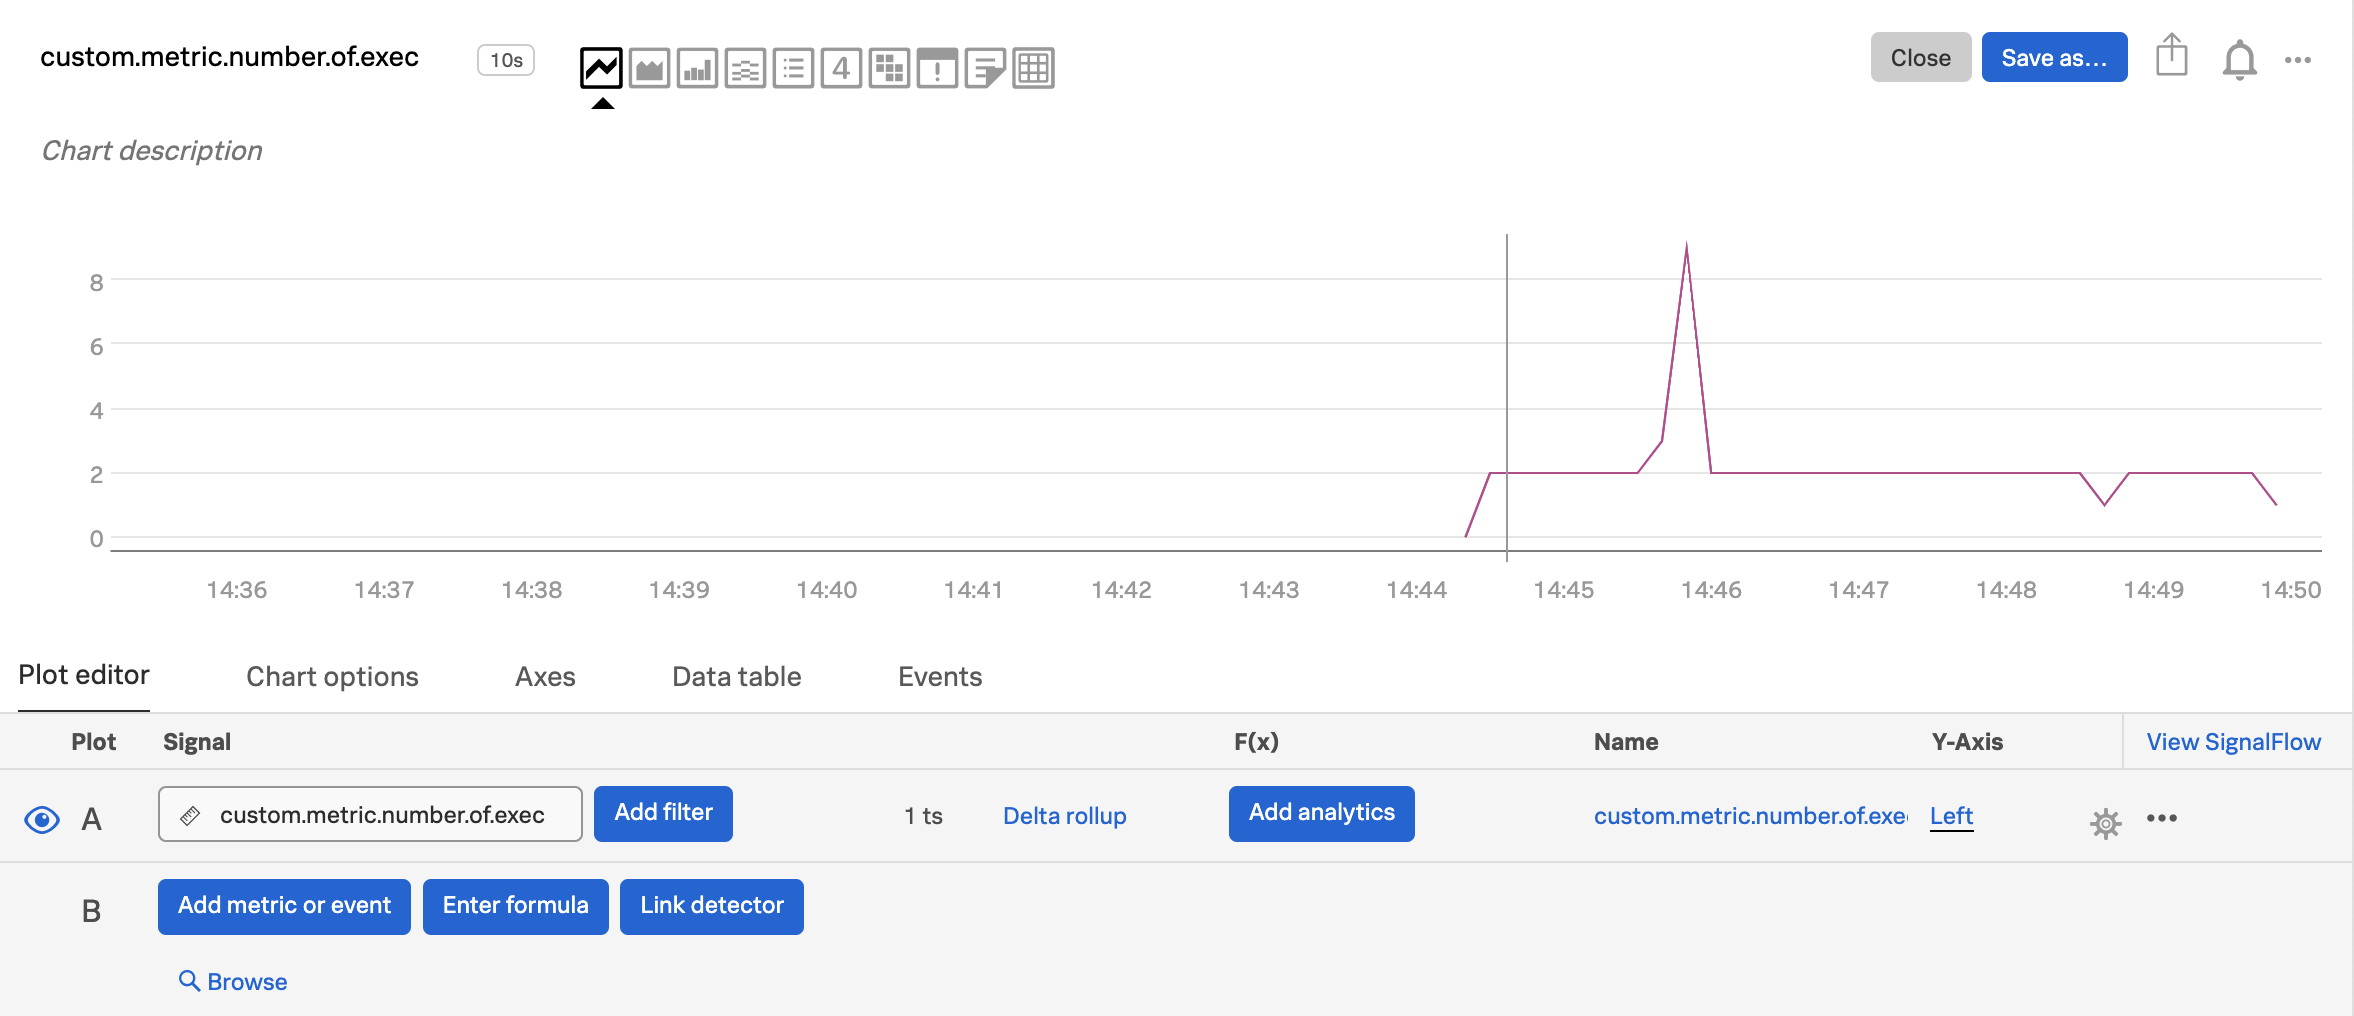 custom.metric.number.of.exec 10s 4 Close Save as...
Chart description
8
6
4
2
0
14:36 14:37 14:38 14:39 14:40 14:41 14:42 14:43 14:44 14:45 14:46 14:47 14:48 14:49 14:50
Plot editor Chart options Axes Data table Events
Plot Signal F(x) Name Y-Axis View SignalFlow
A custom.metric.number.of.exec Add filter 1 ts Delta rollup Add analytics custom.metric.number.of.exe Left
B Add metric or event Enter formula Link detector
Browse